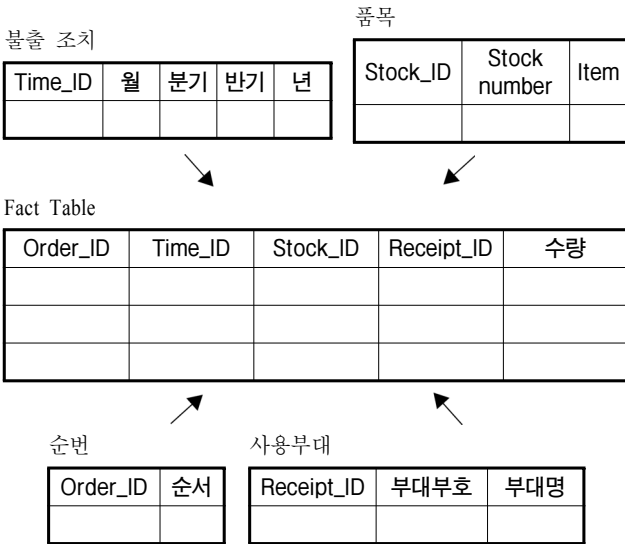 불출 조치
Time_ID 월 분기 반기 년
품목
Stock_ID Stock number Item
Fact Table
Order_ID Time_ID Stock_ID Receipt_ID 수량
순번
Order_ID 순서
사용부대
Receipt_ID 부대부호 부대명